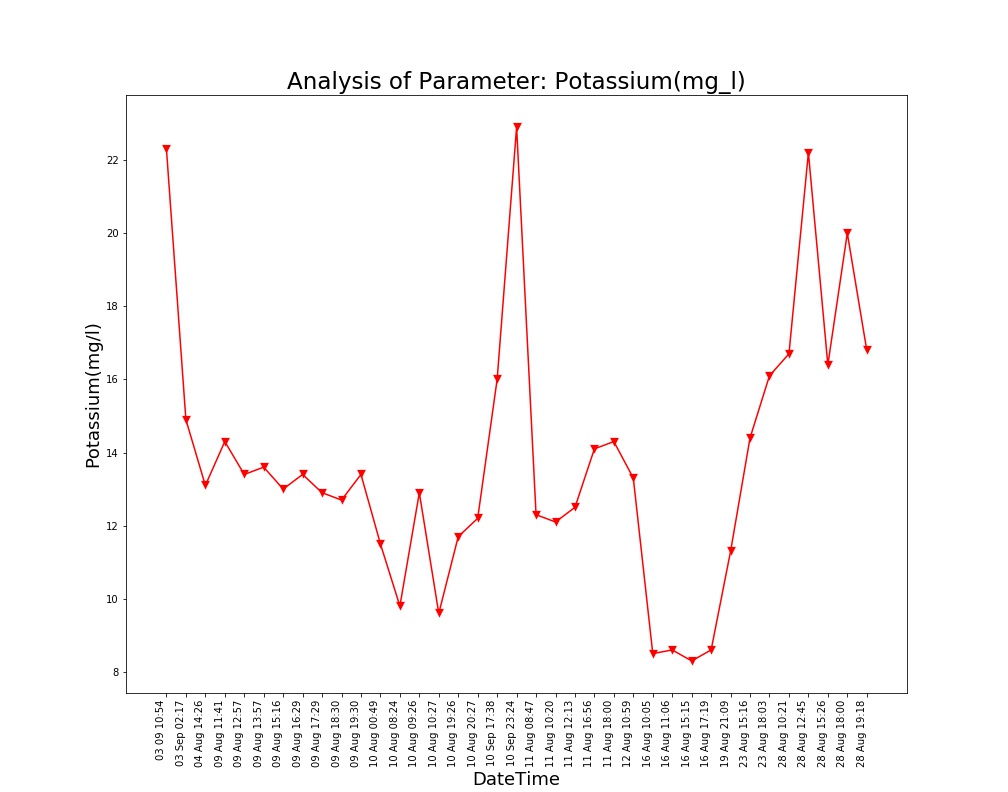 Analysis of Parameter: Potassium(mg_l)
Potassium(mg/l)
22
20
18
16
14
12
10
8
03 09 10:54
03 Sep 02:17
04 Aug 14:26
09 Aug 11:41
09 Aug 12:57
09 Aug 13:57
09 Aug 15:16
09 Aug 16:29
09 Aug 17:29
09 Aug 18:30
09 Aug 19:30
10 Aug 00:49
10 Aug 08:24
10 Aug 09:26
10 Aug 10:27
10 Aug 19:26
10 Aug 20:27
10 Sep 17:38
10 Sep 23:24
11 Aug 08:47
11 Aug 10:20
11 Aug 12:13
11 Aug 16:56
11 Aug 18:00
12 Aug 10:59
16 Aug 10:05
16 Aug 11:06
16 Aug 15:15
16 Aug 17:19
19 Aug 21:09
23 Aug 15:16
23 Aug 18:03
28 Aug 10:21
28 Aug 12:45
28 Aug 15:26
28 Aug 18:00
28 Aug 19:18
DateTime